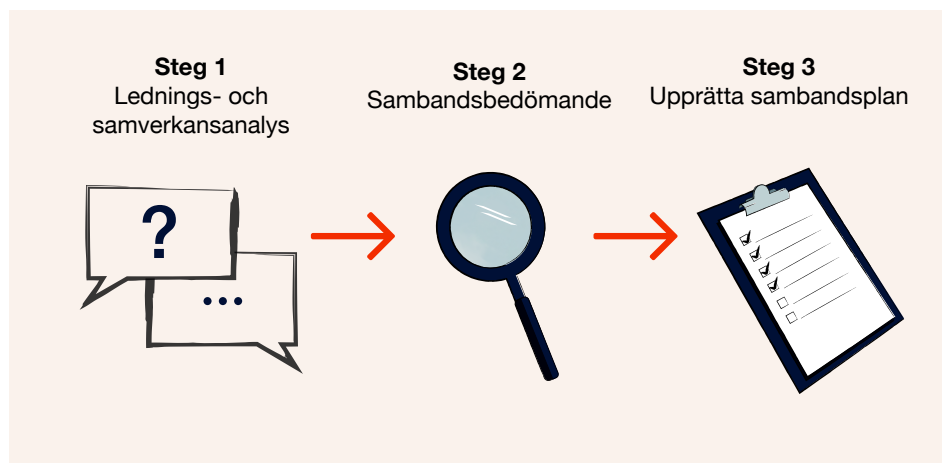 Steg 1
Lednings- och
samverkansanalys
Steg 2
Sambandsbedömande
Steg 3
Upprätta sambandsplan
?
...